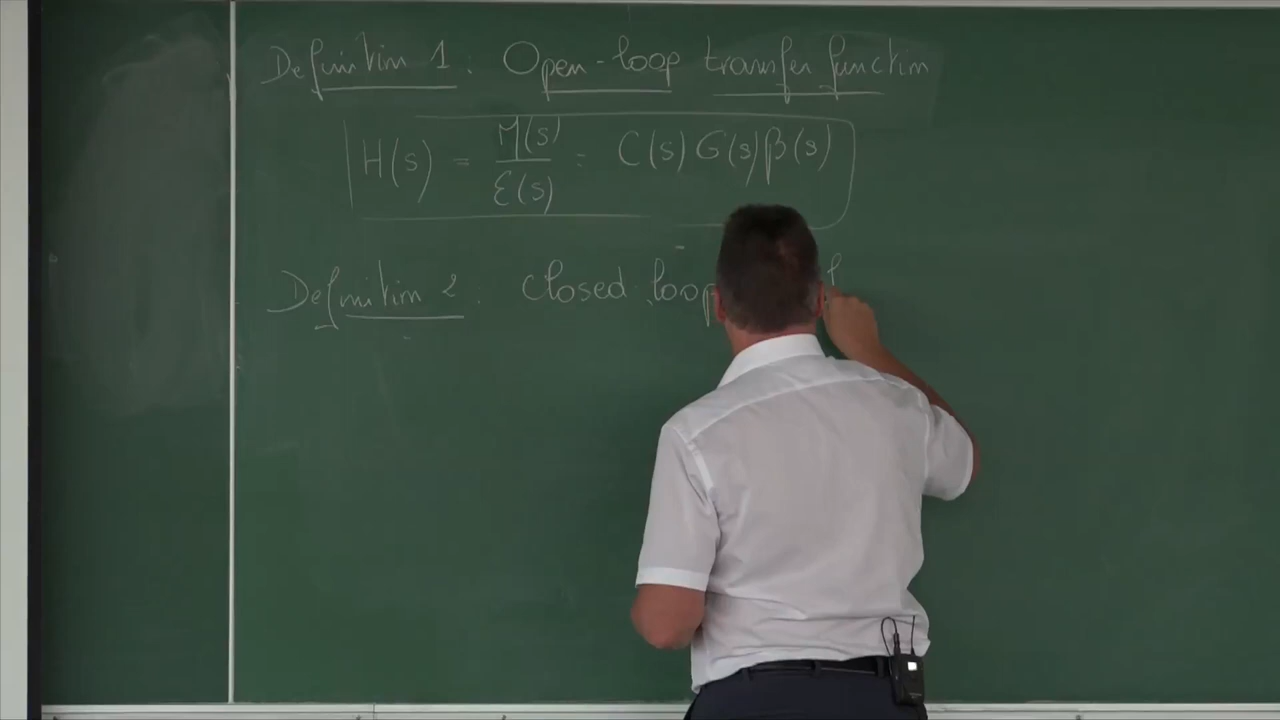 Definition 1 : Open-loop transfer function
H(s) = M(s) / ε(s) = C(s) G(s) β(s)
Definition 2 : Closed loop